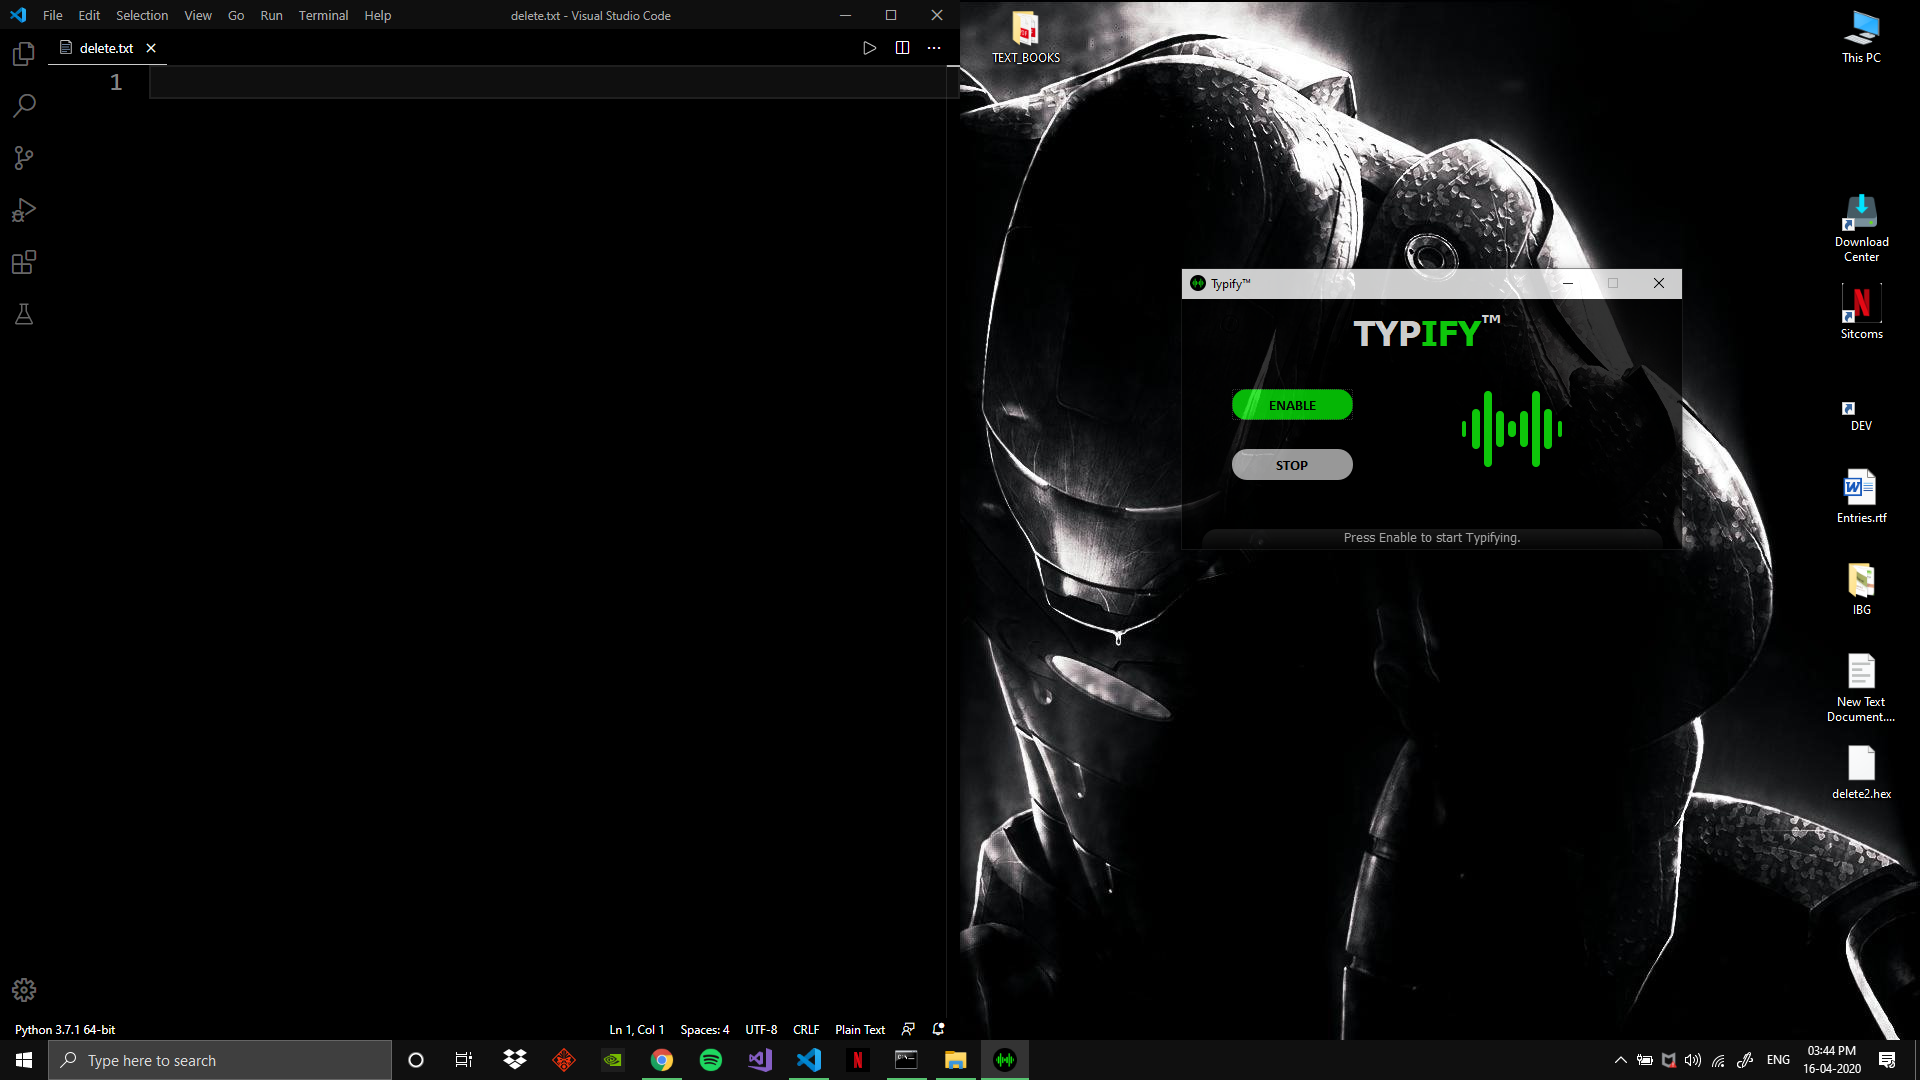 File Edit Selection View Go Run Terminal Help
delete.txt - Visual Studio Code
delete.txt
1
Python 3.7.1 64-bit
Ln 1, Col 1 Spaces: 4 UTF-8 CRLF Plain Text
TEXT_BOOKS
This PC
Download
Center
Sitcoms
DEV
Entries.rtf
IBG
New Text
Document....
delete2.hex
Typify™
TYPIFY™
ENABLE
STOP
Press Enable to start Typifying.
Type here to search
ENG
03:44 PM
16-04-2020